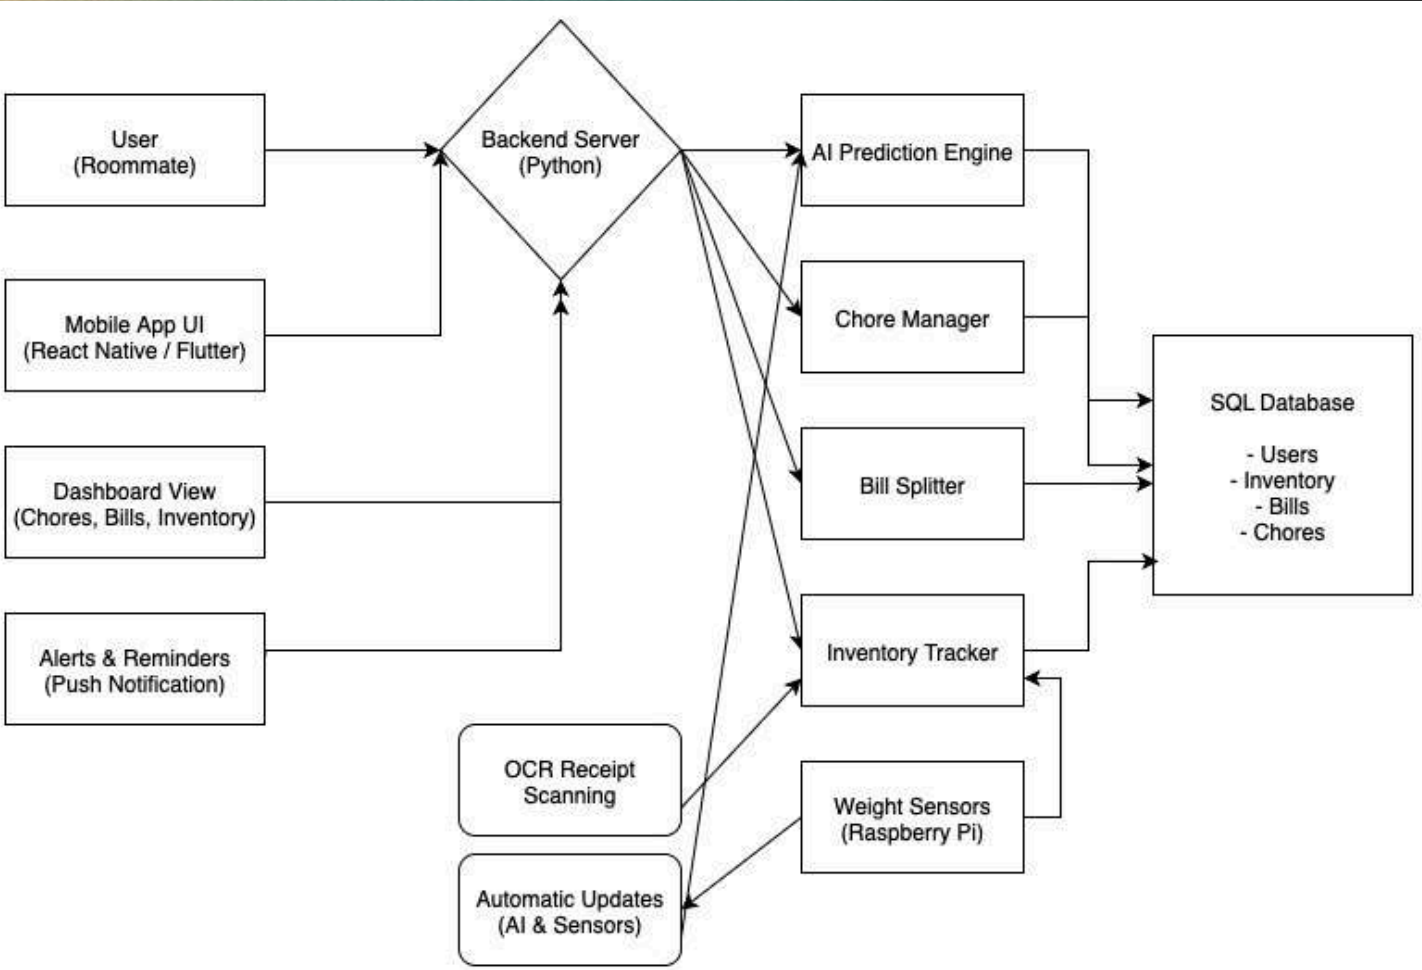 User
(Roommate)
Backend Server
(Python)
AI Prediction Engine
Mobile App UI
(React Native / Flutter)
Chore Manager
SQL Database
- Users
- Inventory
- Bills
- Chores
Dashboard View
(Chores, Bills, Inventory)
Bill Splitter
Alerts & Reminders
(Push Notification)
Inventory Tracker
OCR Receipt
Scanning
Weight Sensors
(Raspberry Pi)
Automatic Updates
(AI & Sensors)